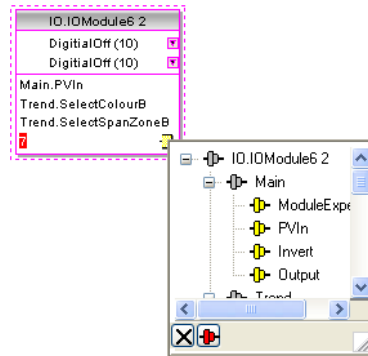 IO.IOModule6 2
DigitialOff (10)
DigitialOff (10)
Main.PVIn
Trend.SelectColourB
Trend.SelectSpanZoneB
7
IO.IOModule6 2
Main
ModuleExpe
PVIn
Invert
Output
Trend